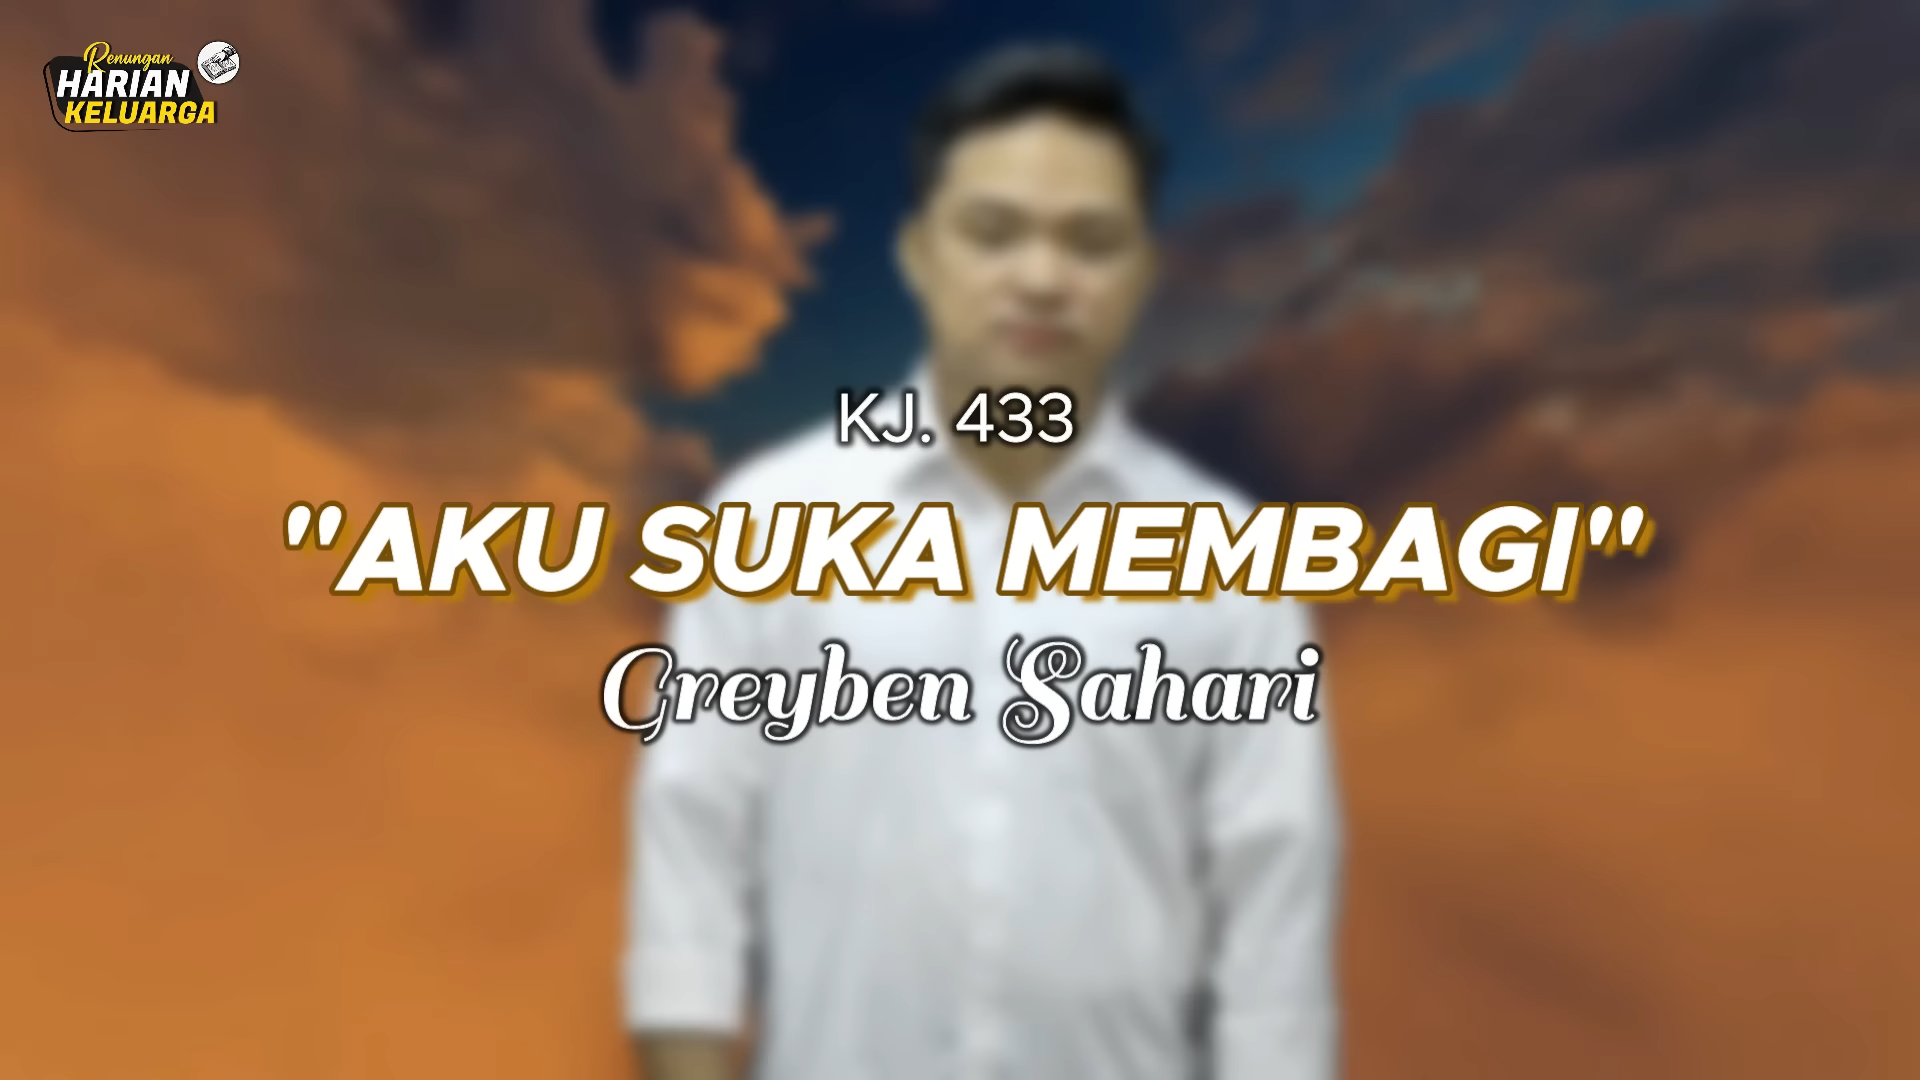 Renungan
HARIAN
KELUARGA
KJ. 433
"AKU SUKA MEMBAGI"
Greyben Sahari